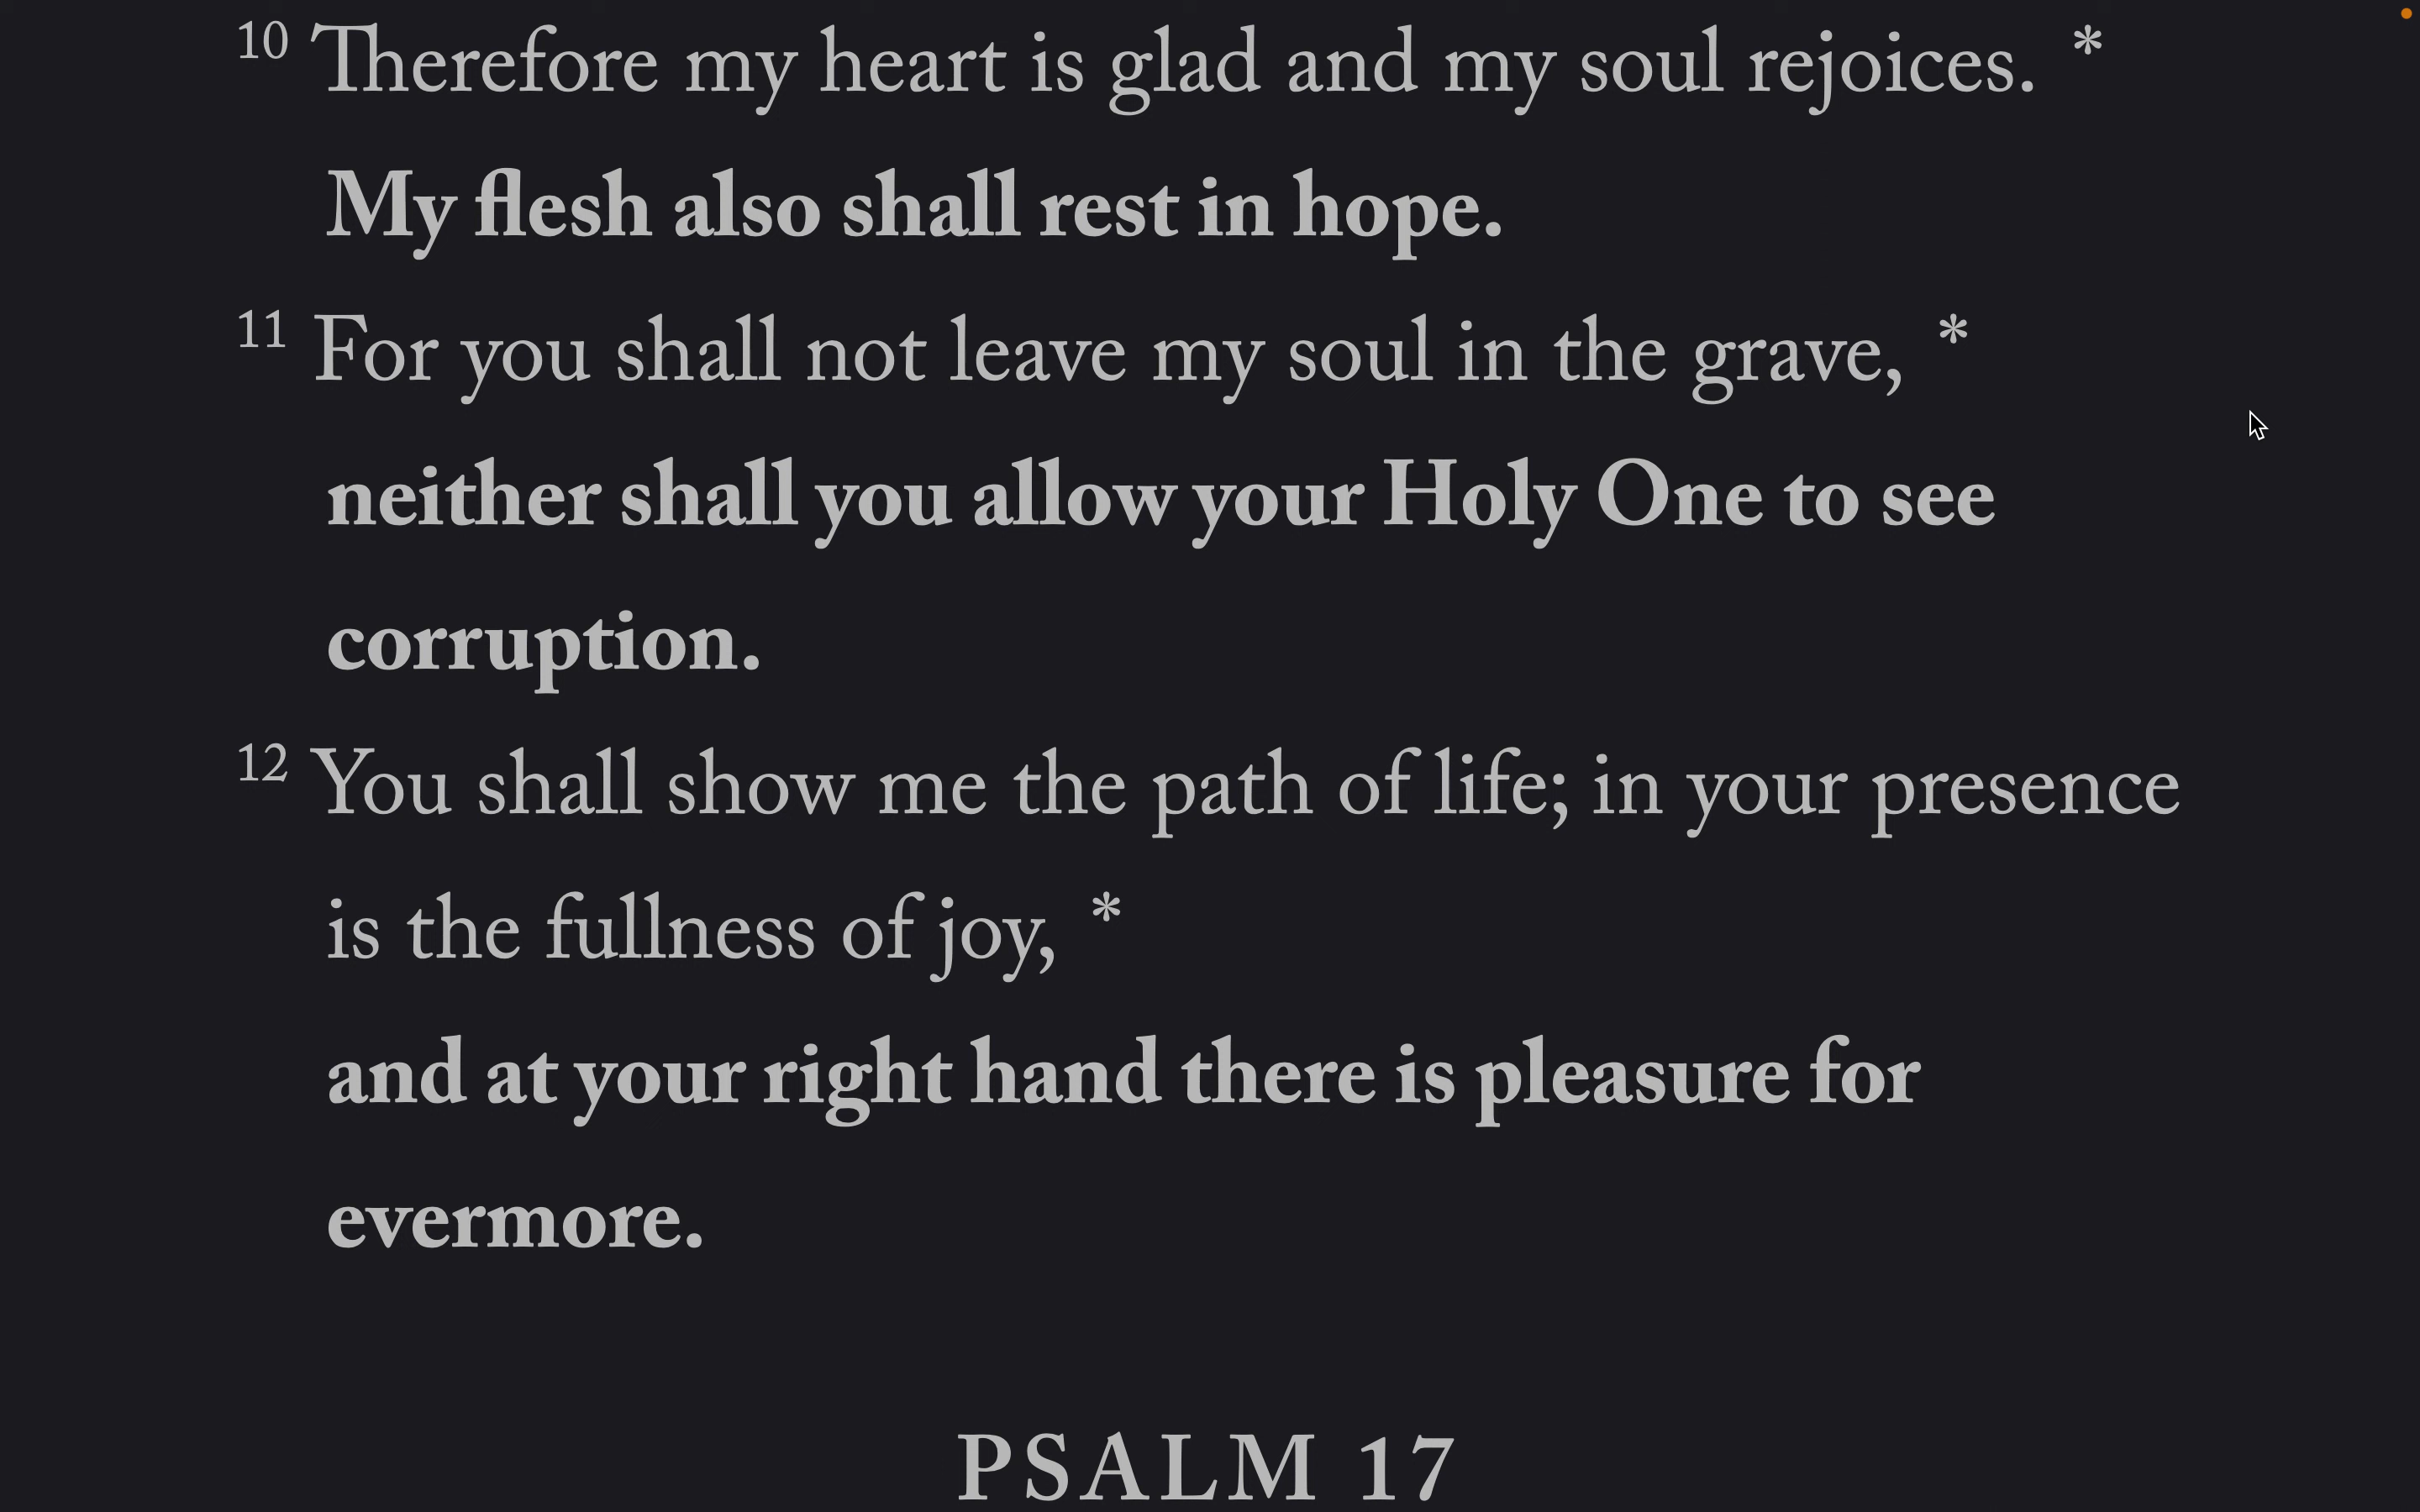 10 Therefore my heart is glad and my soul rejoices. *
My flesh also shall rest in hope.
11 For you shall not leave my soul in the grave, *
neither shall you allow your Holy One to see
corruption.
12 You shall show me the path of life; in your presence
is the fullness of joy, *
and at your right hand there is pleasure for
evermore.
PSALM 17